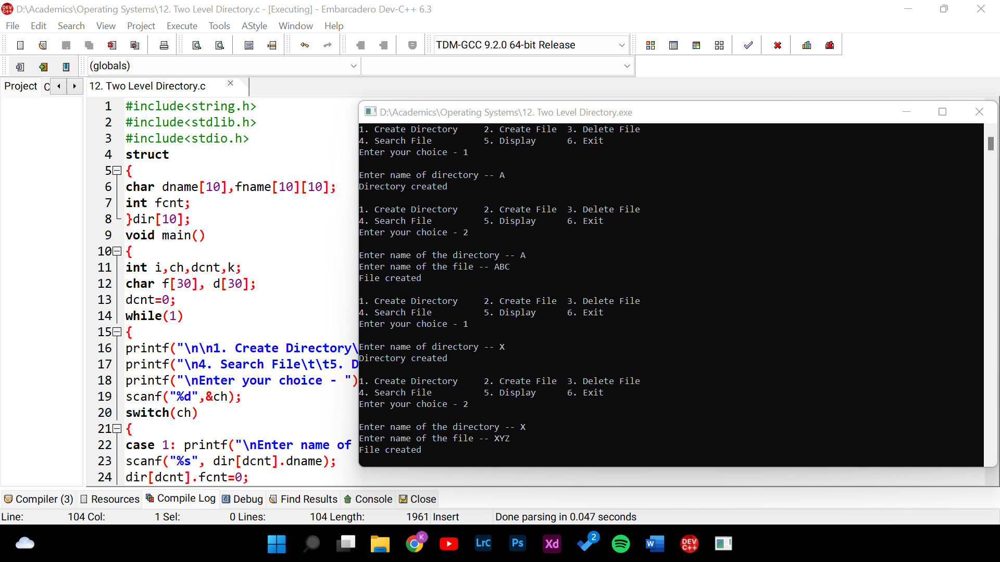 D:\Academics\Operating Systems\12. Two Level Directory.c - [Executing] - Embarcadero Dev-C++ 6.3
File Edit Search View Project Execute Tools AStyle Window Help
TDM-GCC 9.2.0 64-bit Release
(globals)
Project C 12. Two Level Directory.c
1 #include<string.h>
2 #include<stdlib.h>
3 #include<stdio.h>
4 struct
5 {
6 char dname[10],fname[10][10];
7 int fcnt;
8 }dir[10];
9 void main()
10 {
11 int i,ch,dcnt,k;
12 char f[30], d[30];
13 dcnt=0;
14 while(1)
15 {
16 printf("\n\n1. Create Directory\
17 printf("\n4. Search File\t\t5. D
18 printf("\nEnter your choice - ")
19 scanf("%d",&ch);
20 switch(ch)
21 {
22 case 1: printf("\nEnter name of
23 scanf("%s", dir[dcnt].dname);
24 dir[dcnt].fcnt=0;
D:\Academics\Operating Systems\12. Two Level Directory.exe
1. Create Directory 2. Create File 3. Delete File
4. Search File 5. Display 6. Exit
Enter your choice - 1
Enter name of directory -- A
Directory created
1. Create Directory 2. Create File 3. Delete File
4. Search File 5. Display 6. Exit
Enter your choice - 2
Enter name of the directory -- A
Enter name of the file -- ABC
File created
1. Create Directory 2. Create File 3. Delete File
4. Search File 5. Display 6. Exit
Enter your choice - 1
Enter name of directory -- X
Directory created
1. Create Directory 2. Create File 3. Delete File
4. Search File 5. Display 6. Exit
Enter your choice - 2
Enter name of the directory -- X
Enter name of the file -- XYZ
File created
Compiler (3) Resources Compile Log Debug Find Results Console Close
Line: 104 Col: 1 Sel: 0 Lines: 104 Length: 1961 Insert Done parsing in 0.047 seconds
K LrC Ps Xd 2 W DEV C++